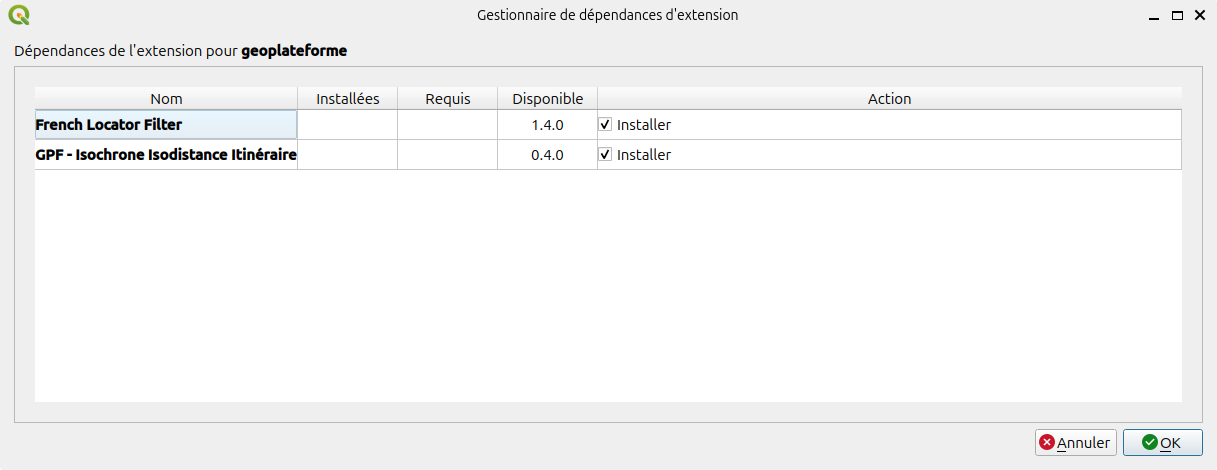 Gestionnaire de dépendances d'extension
Dépendances de l'extension pour geoplateforme
Nom Installées Requis Disponible Action
French Locator Filter 1.4.0 Installer
GPF - Isochrone Isodistance Itinéraire 0.4.0 Installer
Annuler OK